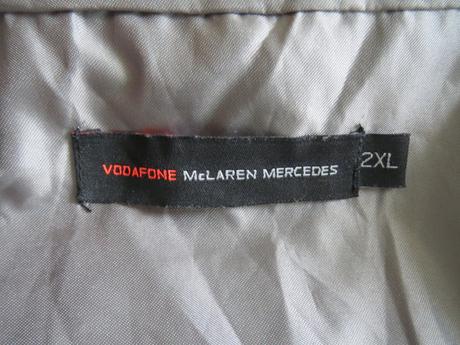 VODAFONE McLAREN MERCEDES 2XL